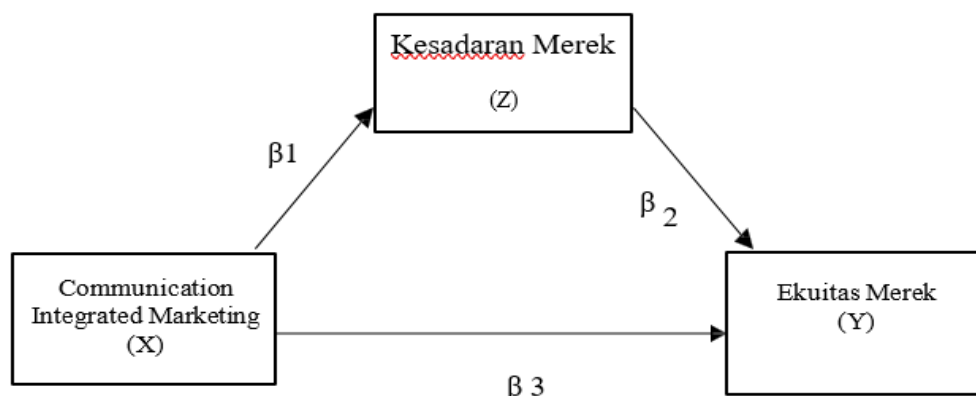 Kesadaran Merek
(Z)
β1
β 2
Communication
Integrated Marketing
(X)
Ekuitas Merek
(Y)
β 3